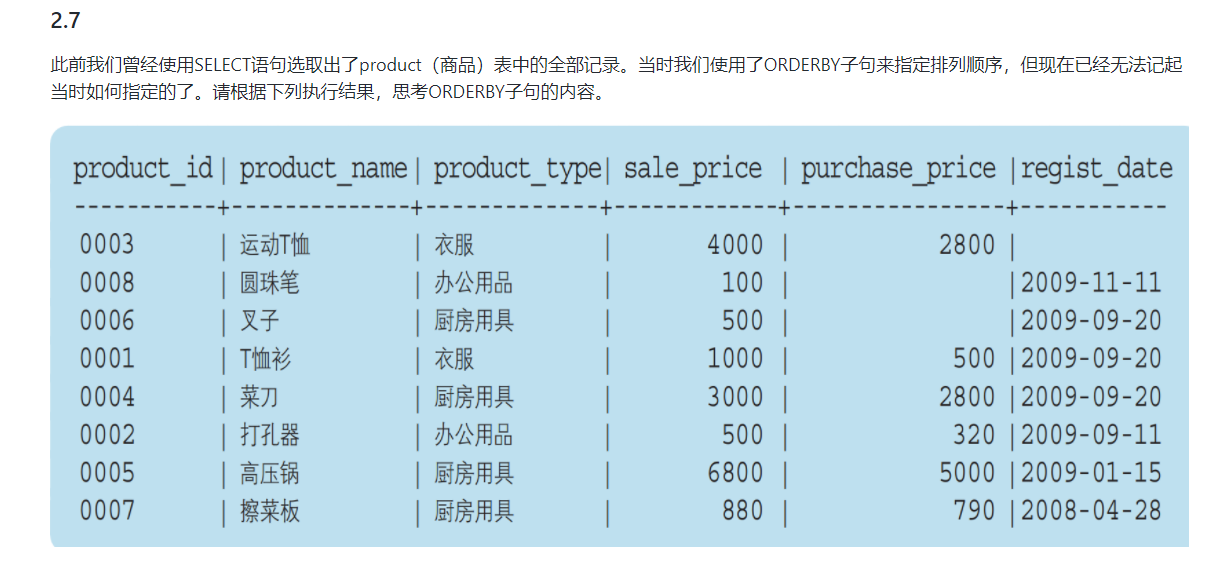 2.7
此前我们曾经使用SELECT语句选取出了product（商品）表中的全部记录。当时我们使用了ORDERBY子句来指定排列顺序，但现在已经无法记起
当时如何指定的了。请根据下列执行结果，思考ORDERBY子句的内容。
product_id| product_name| product_type| sale_price | purchase_price |regist_date
-----------+--------------+-------------+------------+----------------+-----------
0003 | 运动T恤 | 衣服 | 4000 | 2800 |
0008 | 圆珠笔 | 办公用品 | 100 | |2009-11-11
0006 | 叉子 | 厨房用具 | 500 | |2009-09-20
0001 | T恤衫 | 衣服 | 1000 | 500 |2009-09-20
0004 | 菜刀 | 厨房用具 | 3000 | 2800 |2009-09-20
0002 | 打孔器 | 办公用品 | 500 | 320 |2009-09-11
0005 | 高压锅 | 厨房用具 | 6800 | 5000 |2009-01-15
0007 | 擦菜板 | 厨房用具 | 880 | 790 |2008-04-28